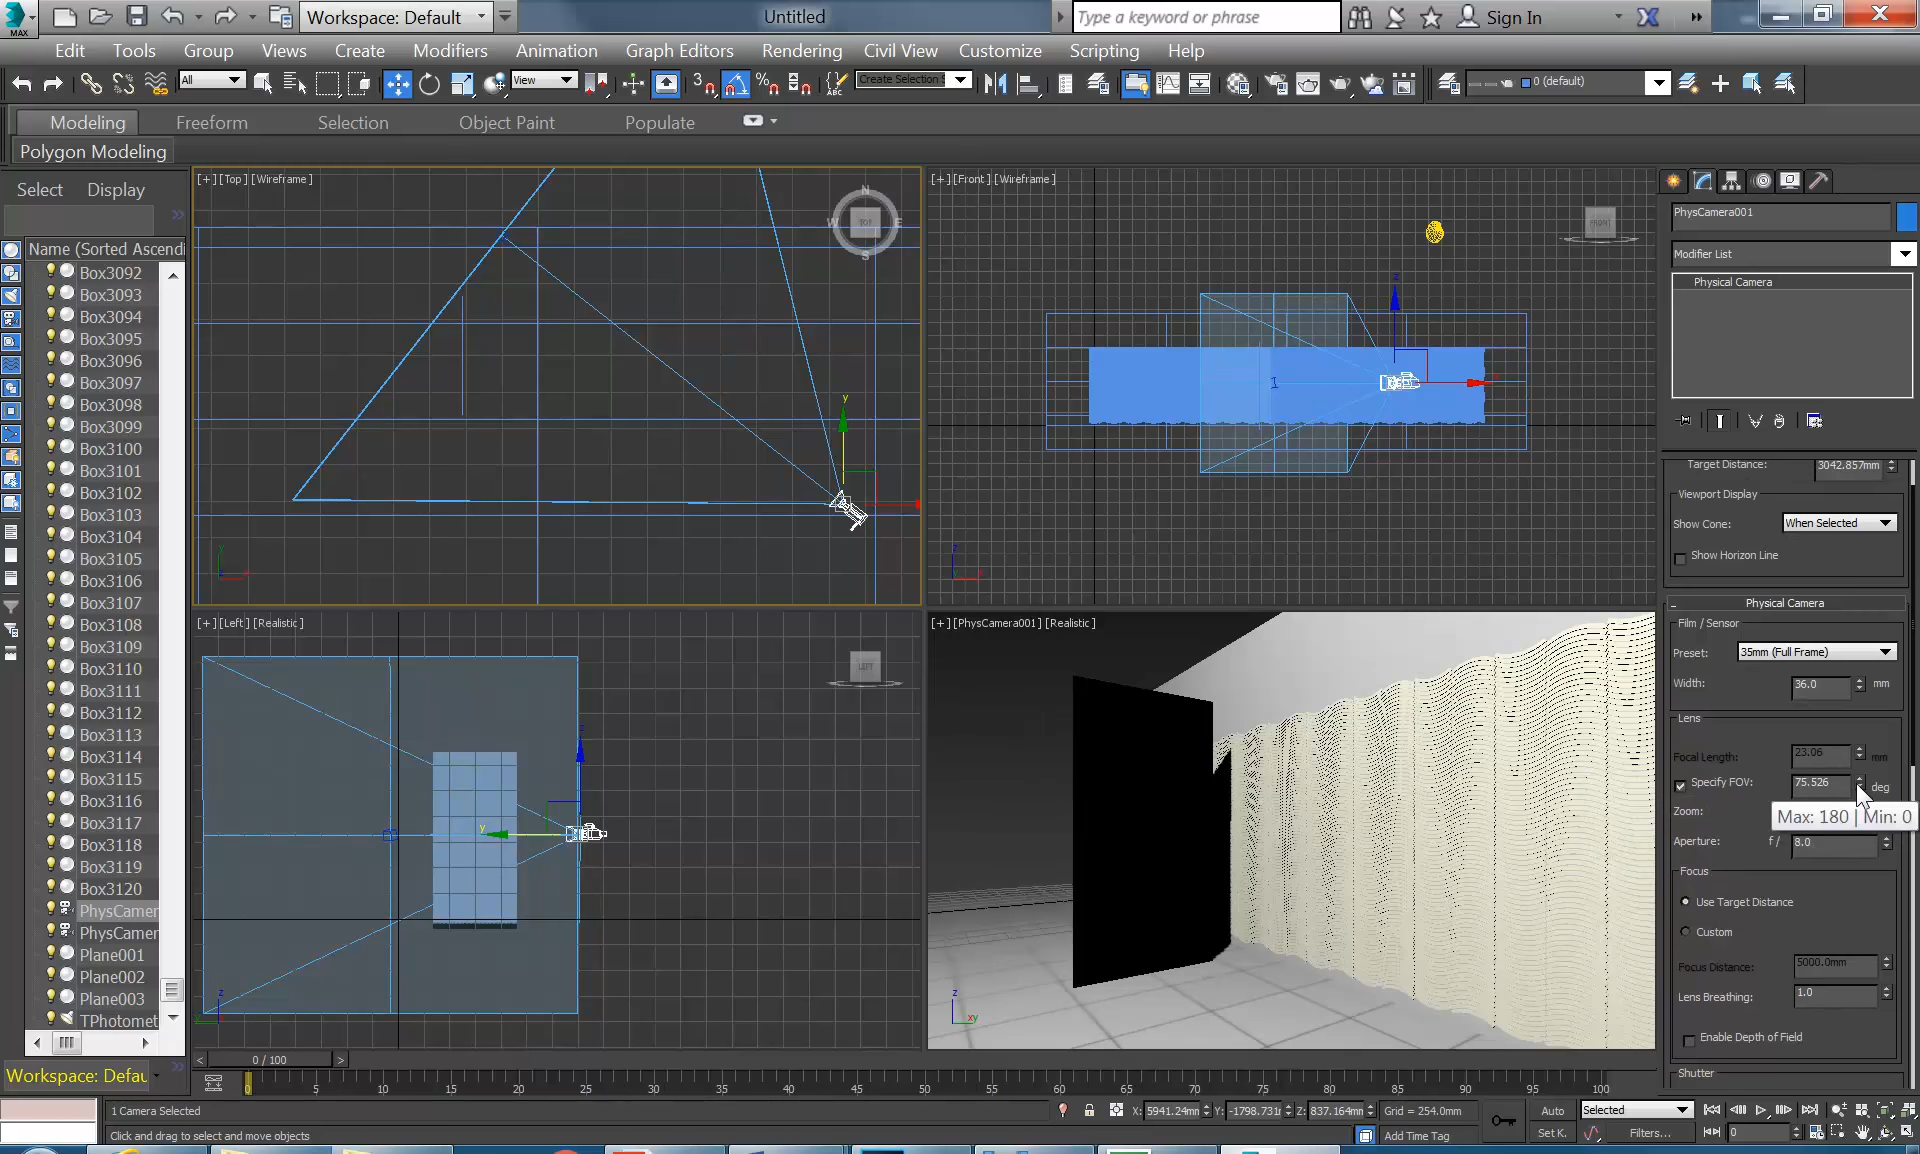 MAX
Workspace: Default
Untitled
Type a keyword or phrase
Sign In
Edit Tools Group Views Create Modifiers Animation Graph Editors Rendering Civil View Customize Scripting Help
All
View
3
ABC
Create Selection S
0 (default)
Modeling Freeform Selection Object Paint Populate
Polygon Modeling
Select Display
Name (Sorted Ascendi
Box3092
Box3093
Box3094
Box3095
Box3096
Box3097
Box3098
Box3099
Box3100
Box3101
Box3102
Box3103
Box3104
Box3105
Box3106
Box3107
Box3108
Box3109
Box3110
Box3111
Box3112
Box3113
Box3114
Box3115
Box3116
Box3117
Box3118
Box3119
Box3120
PhysCamer
PhysCamer
Plane001
Plane002
Plane003
TPhotomet
Workspace: Defau
[+] [Top] [Wireframe]
N
W TOP E
S
y
[+] [Front] [Wireframe]
FRONT
z
[+] [Left] [Realistic]
LEFT
y
z
[+] [PhysCamera001] [Realistic]
z
xy
PhysCamera001
Modifier List
Physical Camera
Target Distance: 3042.857mm
Viewport Display
Show Cone: When Selected
Show Horizon Line
Physical Camera
Film / Sensor
Preset: 35mm (Full Frame)
Width: 36.0 mm
Lens
Focal Length: 23.06 mm
Specify FOV: 75.526 deg
Zoom:
Max: 180 | Min: 0
Aperture: f / 8.0
Focus
Use Target Distance
Custom
Focus Distance: 5000.0mm
Lens Breathing: 1.0
Enable Depth of Field
Shutter
< 0 / 100 >
0 5 10 15 20 25 30 35 40 45 50 55 60 65 70 75 80 85 90 95 100
1 Camera Selected
X: 5941.24mm Y: -1798.731r Z: 837.164mm Grid = 254.0mm
Auto Selected
Click and drag to select and move objects
Add Time Tag
Set K. Filters... 0